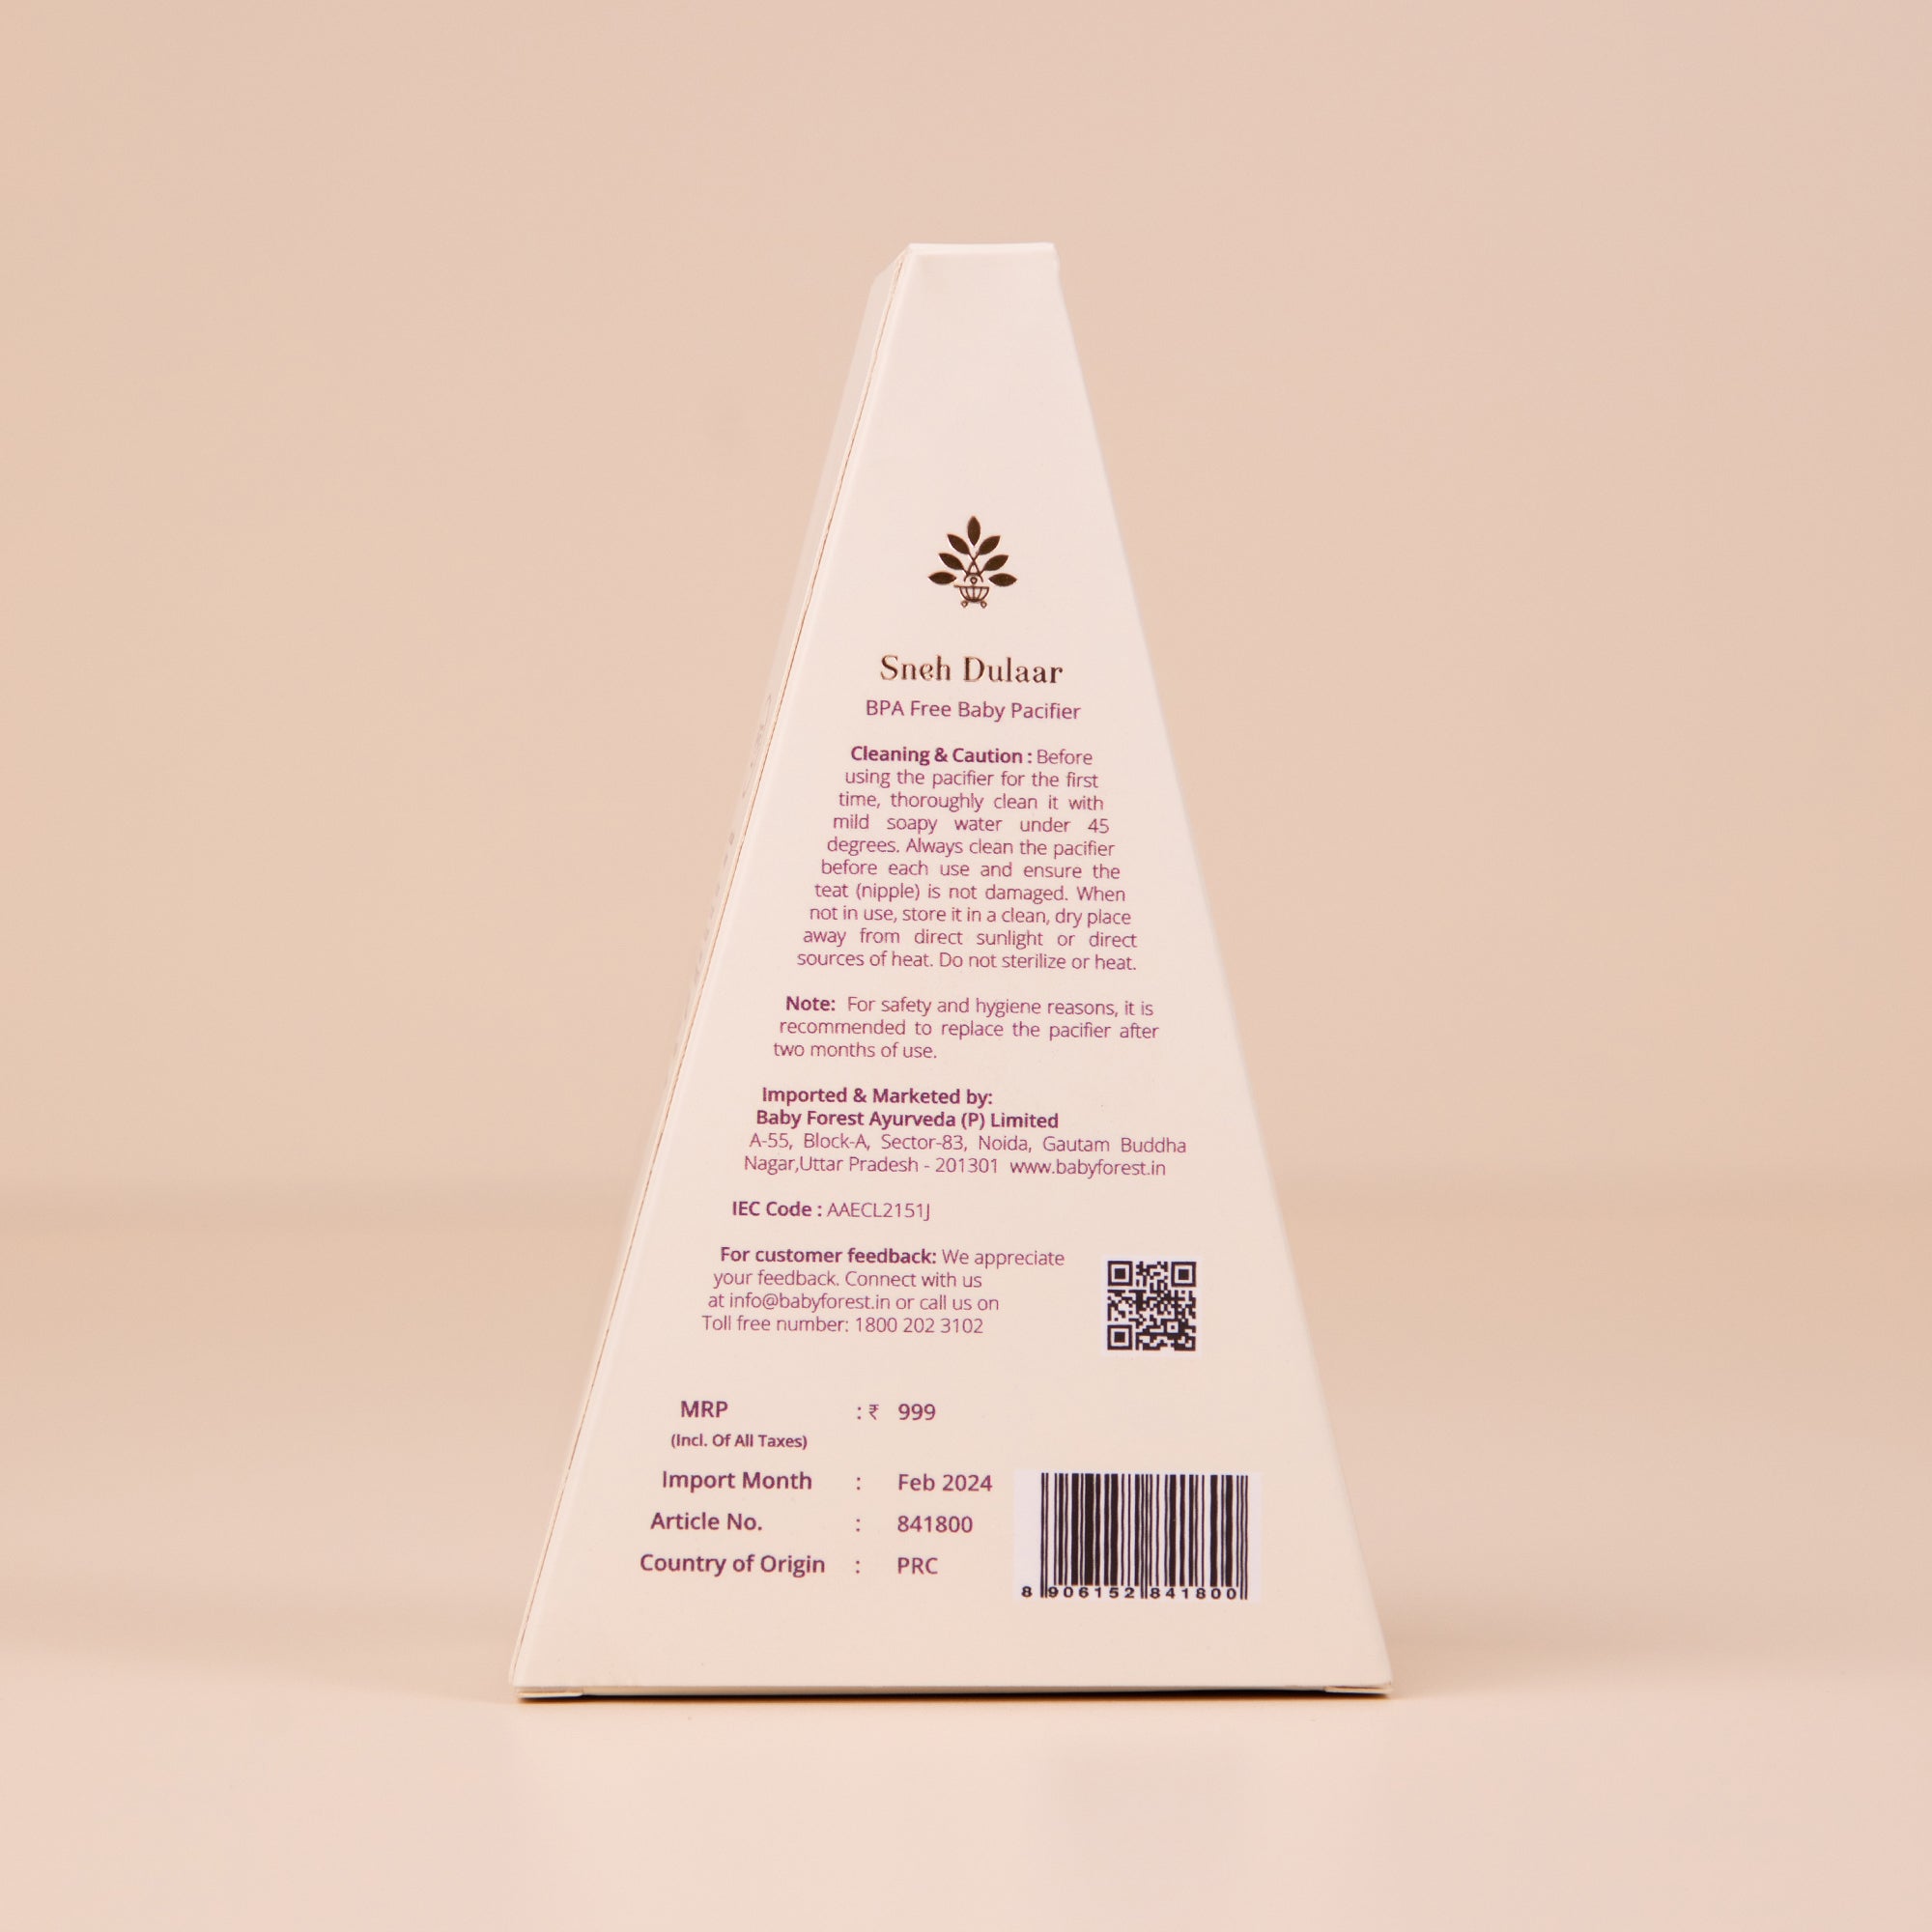 Sneh Dulaar
BPA Free Baby Pacifier
Cleaning & Caution : Before
using the pacifier for the first
time, thoroughly clean it with
mild soapy water under 45
degrees. Always clean the pacifier
before each use and ensure the
teat (nipple) is not damaged. When
not in use, store it in a clean, dry place
away from direct sunlight or direct
sources of heat. Do not sterilize or heat.
Note: For safety and hygiene reasons, it is
recommended to replace the pacifier after
two months of use.
Imported & Marketed by:
Baby Forest Ayurveda (P) Limited
A-55, Block-A, Sector-83, Noida, Gautam Buddha
Nagar,Uttar Pradesh - 201301 www.babyforest.in
IEC Code : AAECL2151J
For customer feedback: We appreciate
your feedback. Connect with us
at info@babyforest.in or call us on
Toll free number: 1800 202 3102
MRP : ₹ 999
(Incl. Of All Taxes)
Import Month : Feb 2024
Article No. : 841800
Country of Origin : PRC
8 906152 841800